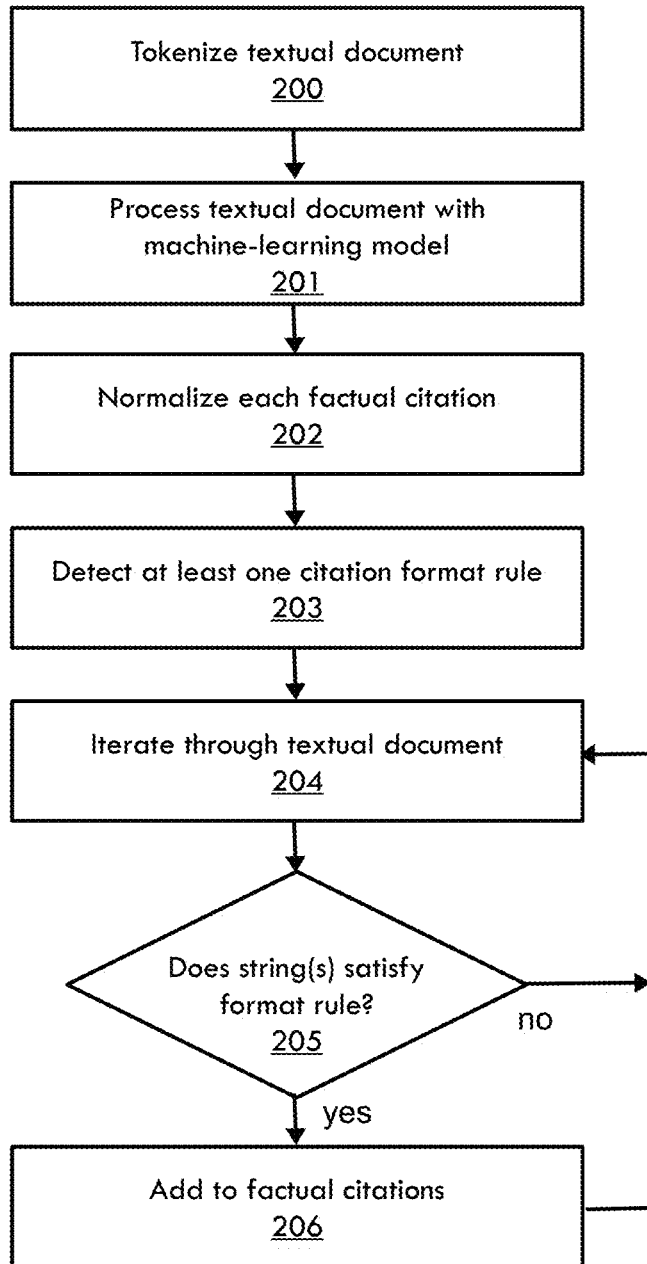 Tokenize textual document
200
Process textual document with
machine-learning model
201
Normalize each factual citation
202
Detect at least one citation format rule
203
Iterate through textual document
204
Does string(s) satisfy
format rule?
205
no
yes
Add to factual citations
206